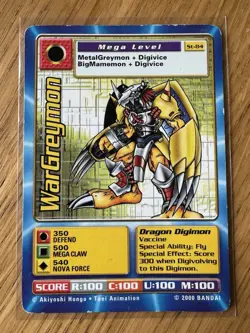 Mega Level
St-04
MetalGreymon + Digivice
BigMamemon + Digivice
WarGreymon
350
DEFEND
500
MEGA CLAW
540
NOVA FORCE
Dragon Digimon
Vaccine
Special Ability: Fly
Special Effect: Score
300 when Digivolving to
this Digimon.
SCORE R:100 C:100 U:100 M:100
© Akiyoshi Hongo • Toei Animation © 2000 BANDAI